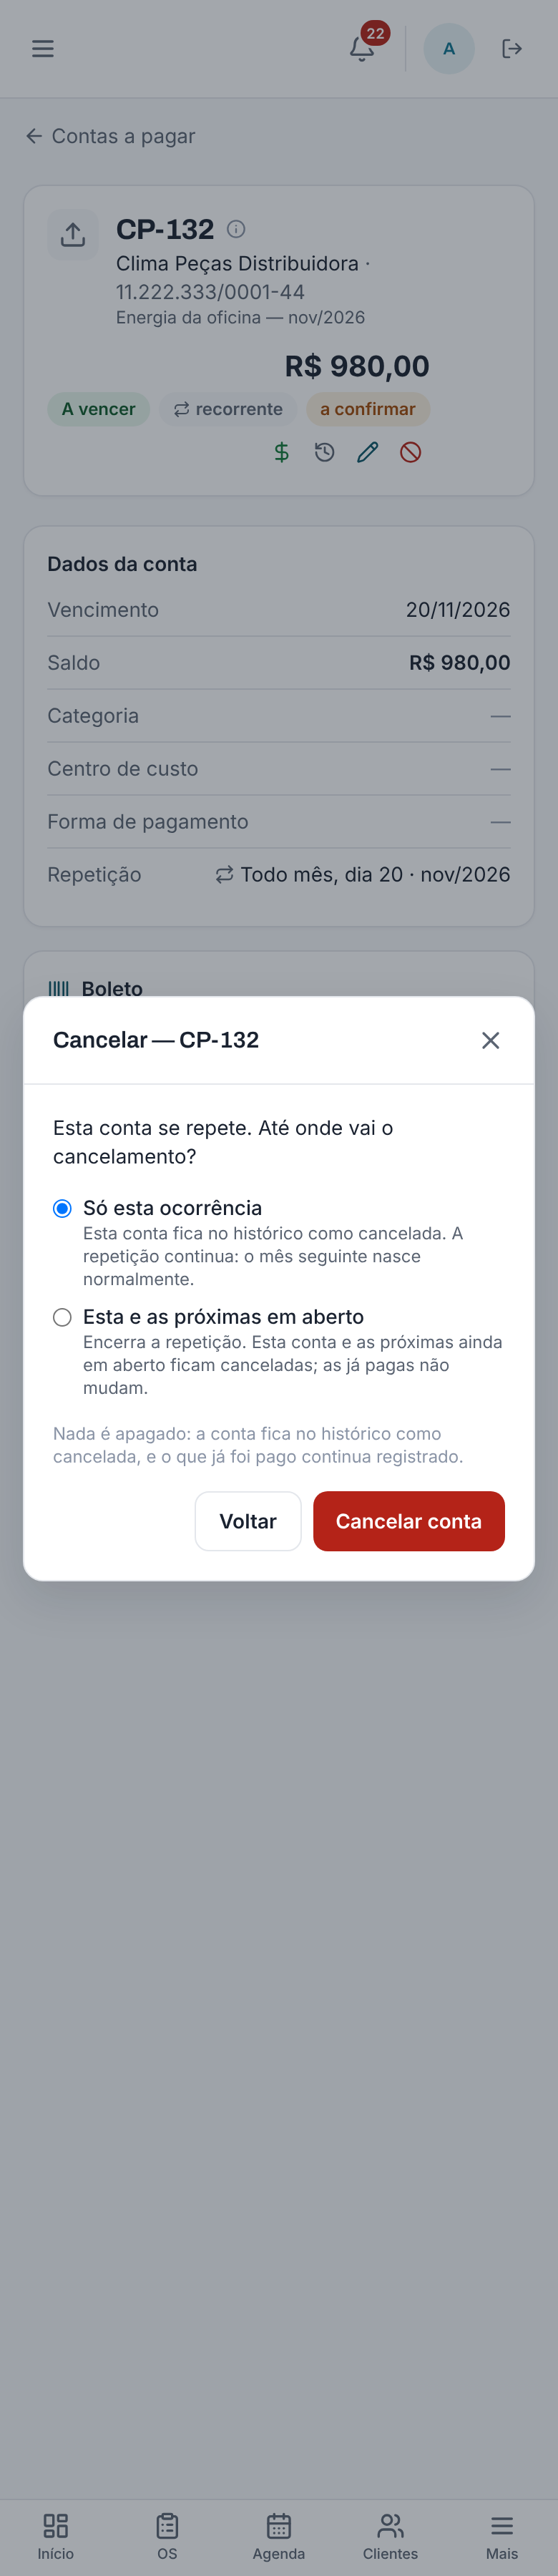 22
A
Contas a pagar
CP-132
Clima Peças Distribuidora ·
11.222.333/0001-44
Energia da oficina — nov/2026
R$ 980,00
A vencer
recorrente
a confirmar
Dados da conta
Vencimento 20/11/2026
Saldo R$ 980,00
Categoria —
Centro de custo —
Forma de pagamento —
Repetição Todo mês, dia 20 · nov/2026
Boleto
Cancelar — CP-132
Esta conta se repete. Até onde vai o
cancelamento?
Só esta ocorrência
Esta conta fica no histórico como cancelada. A
repetição continua: o mês seguinte nasce
normalmente.
Esta e as próximas em aberto
Encerra a repetição. Esta conta e as próximas ainda
em aberto ficam canceladas; as já pagas não
mudam.
Nada é apagado: a conta fica no histórico como
cancelada, e o que já foi pago continua registrado.
Voltar
Cancelar conta
Início
OS
Agenda
Clientes
Mais